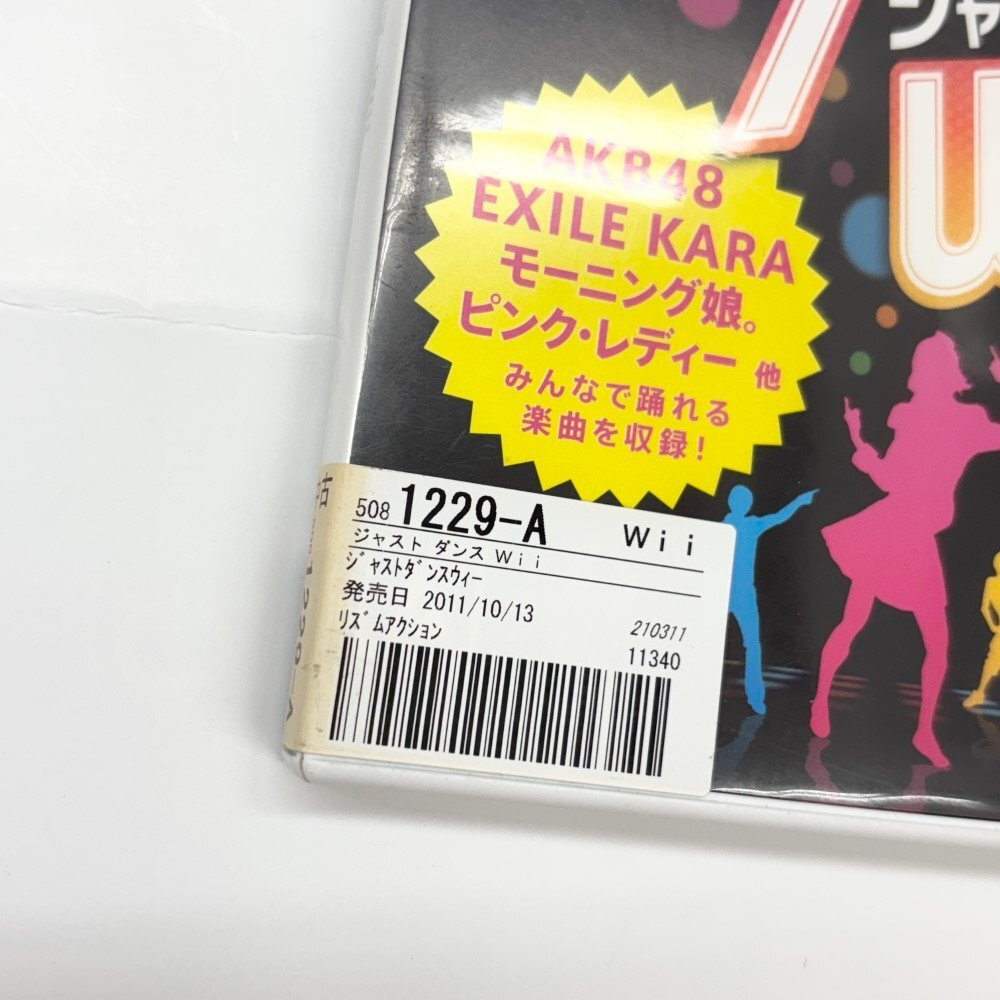 ジャ
W
AKB48
EXILE KARA
モーニング娘。
ピンク・レディー 他
みんなで踊れる
楽曲を収録!
508 1229-A Wii
ジャスト ダンス Wii
ジャストダンスウィー
発売日 2011/10/13
リズムアクション 210311
11340